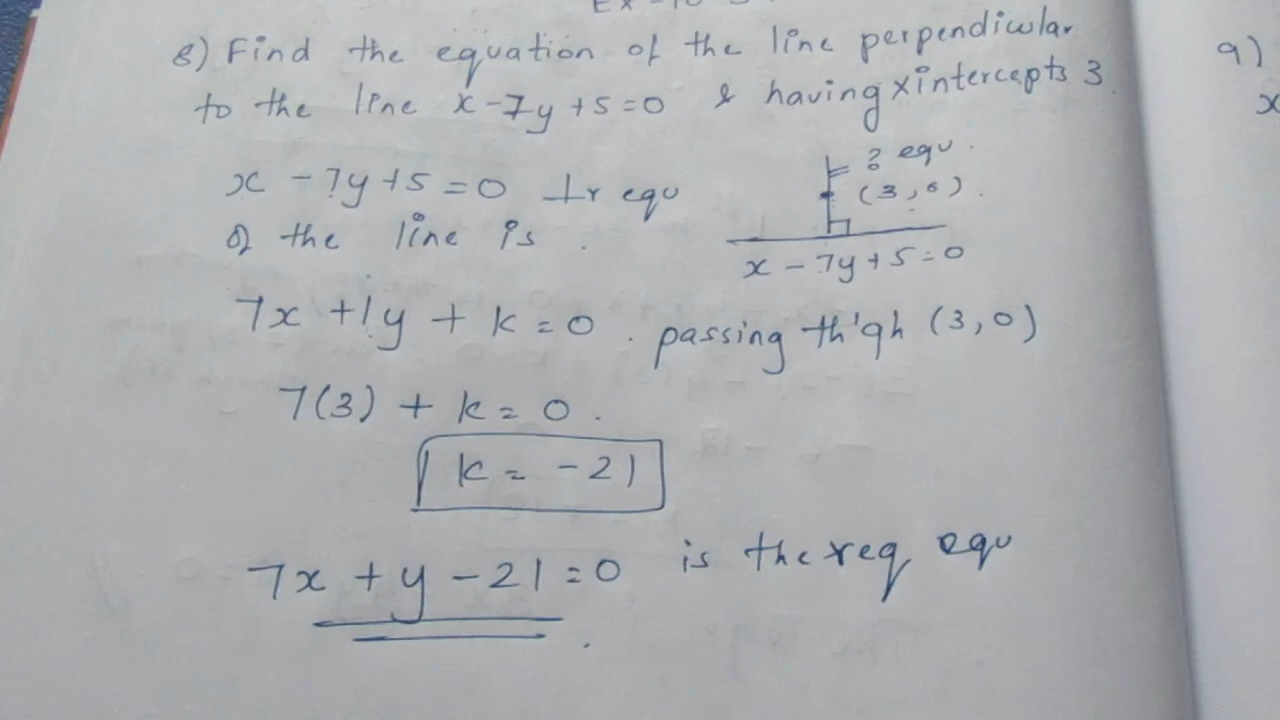 8) Find the equation of the line perpendicular
to the line x-7y+5=0 & having x intercepts 3.
x - 7y+5=0 ⊥r equ
of the line is .
? equ.
(3,0).
x - 7y+5=0
7x + 1y + k = 0 . passing th'gh (3,0)
7(3) + k = 0.
k = -21
7x + y - 21 = 0 is the req equ
9)
x